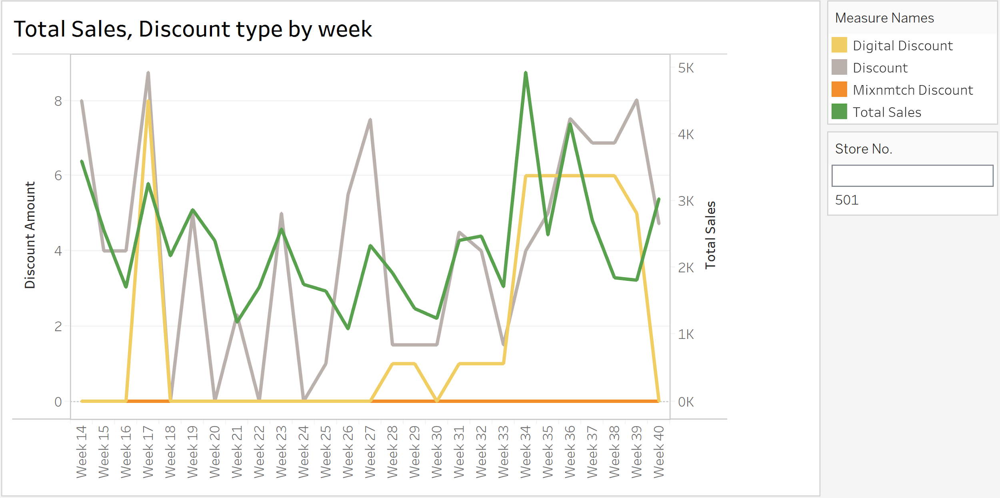 Total Sales, Discount type by week
Discount Amount
8
6
4
2
0
5K
4K
3K
2K
1K
0K
Total Sales
Week 14
Week 15
Week 16
Week 17
Week 18
Week 19
Week 20
Week 21
Week 22
Week 23
Week 24
Week 25
Week 26
Week 27
Week 28
Week 29
Week 30
Week 31
Week 32
Week 33
Week 34
Week 35
Week 36
Week 37
Week 38
Week 39
Week 40
Measure Names
Digital Discount
Discount
Mixnmtch Discount
Total Sales
Store No.
501